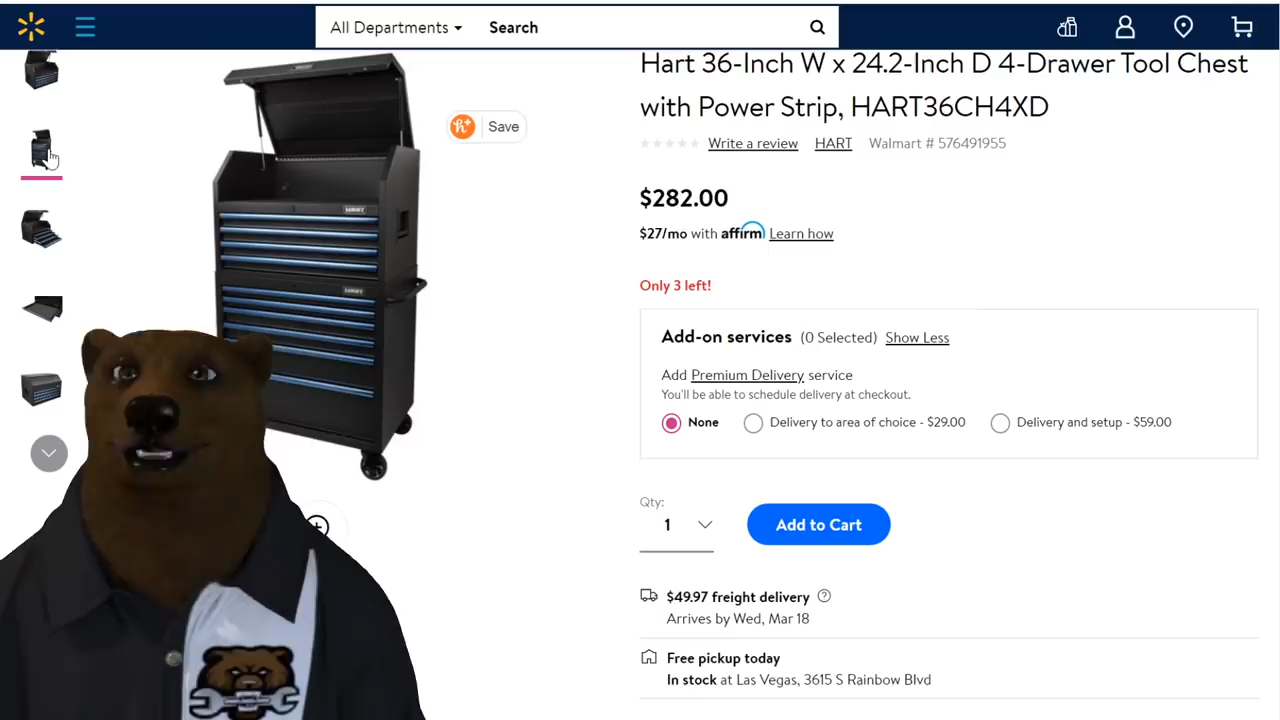 All Departments
Search
Hart 36-Inch W x 24.2-Inch D 4-Drawer Tool Chest
with Power Strip, HART36CH4XD
Save
Write a review HART Walmart # 576491955
$282.00
$27/mo with affirm Learn how
Only 3 left!
Add-on services (0 Selected) Show Less
Add Premium Delivery service
You'll be able to schedule delivery at checkout.
None Delivery to area of choice - $29.00 Delivery and setup - $59.00
Qty:
1 Add to Cart
$49.97 freight delivery
Arrives by Wed, Mar 18
Free pickup today
In stock at Las Vegas, 3615 S Rainbow Blvd
HART
HART